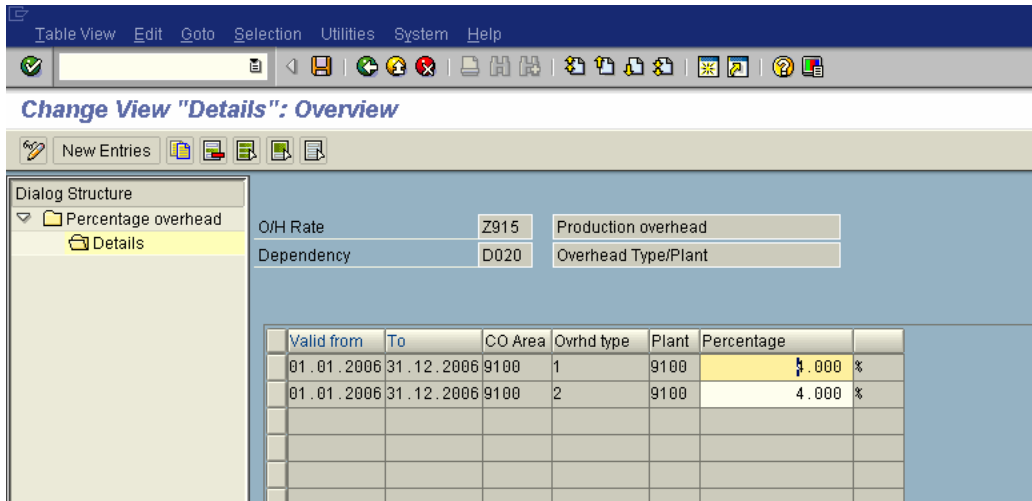 Table View Edit Goto Selection Utilities System Help
Change View "Details": Overview
New Entries
Dialog Structure
Percentage overhead
Details
O/H Rate Z915 Production overhead
Dependency D020 Overhead Type/Plant
Valid from To CO Area Ovrhd type Plant Percentage
01.01.2006 31.12.2006 9100 1 9100 .000 %
01.01.2006 31.12.2006 9100 2 9100 4.000 %